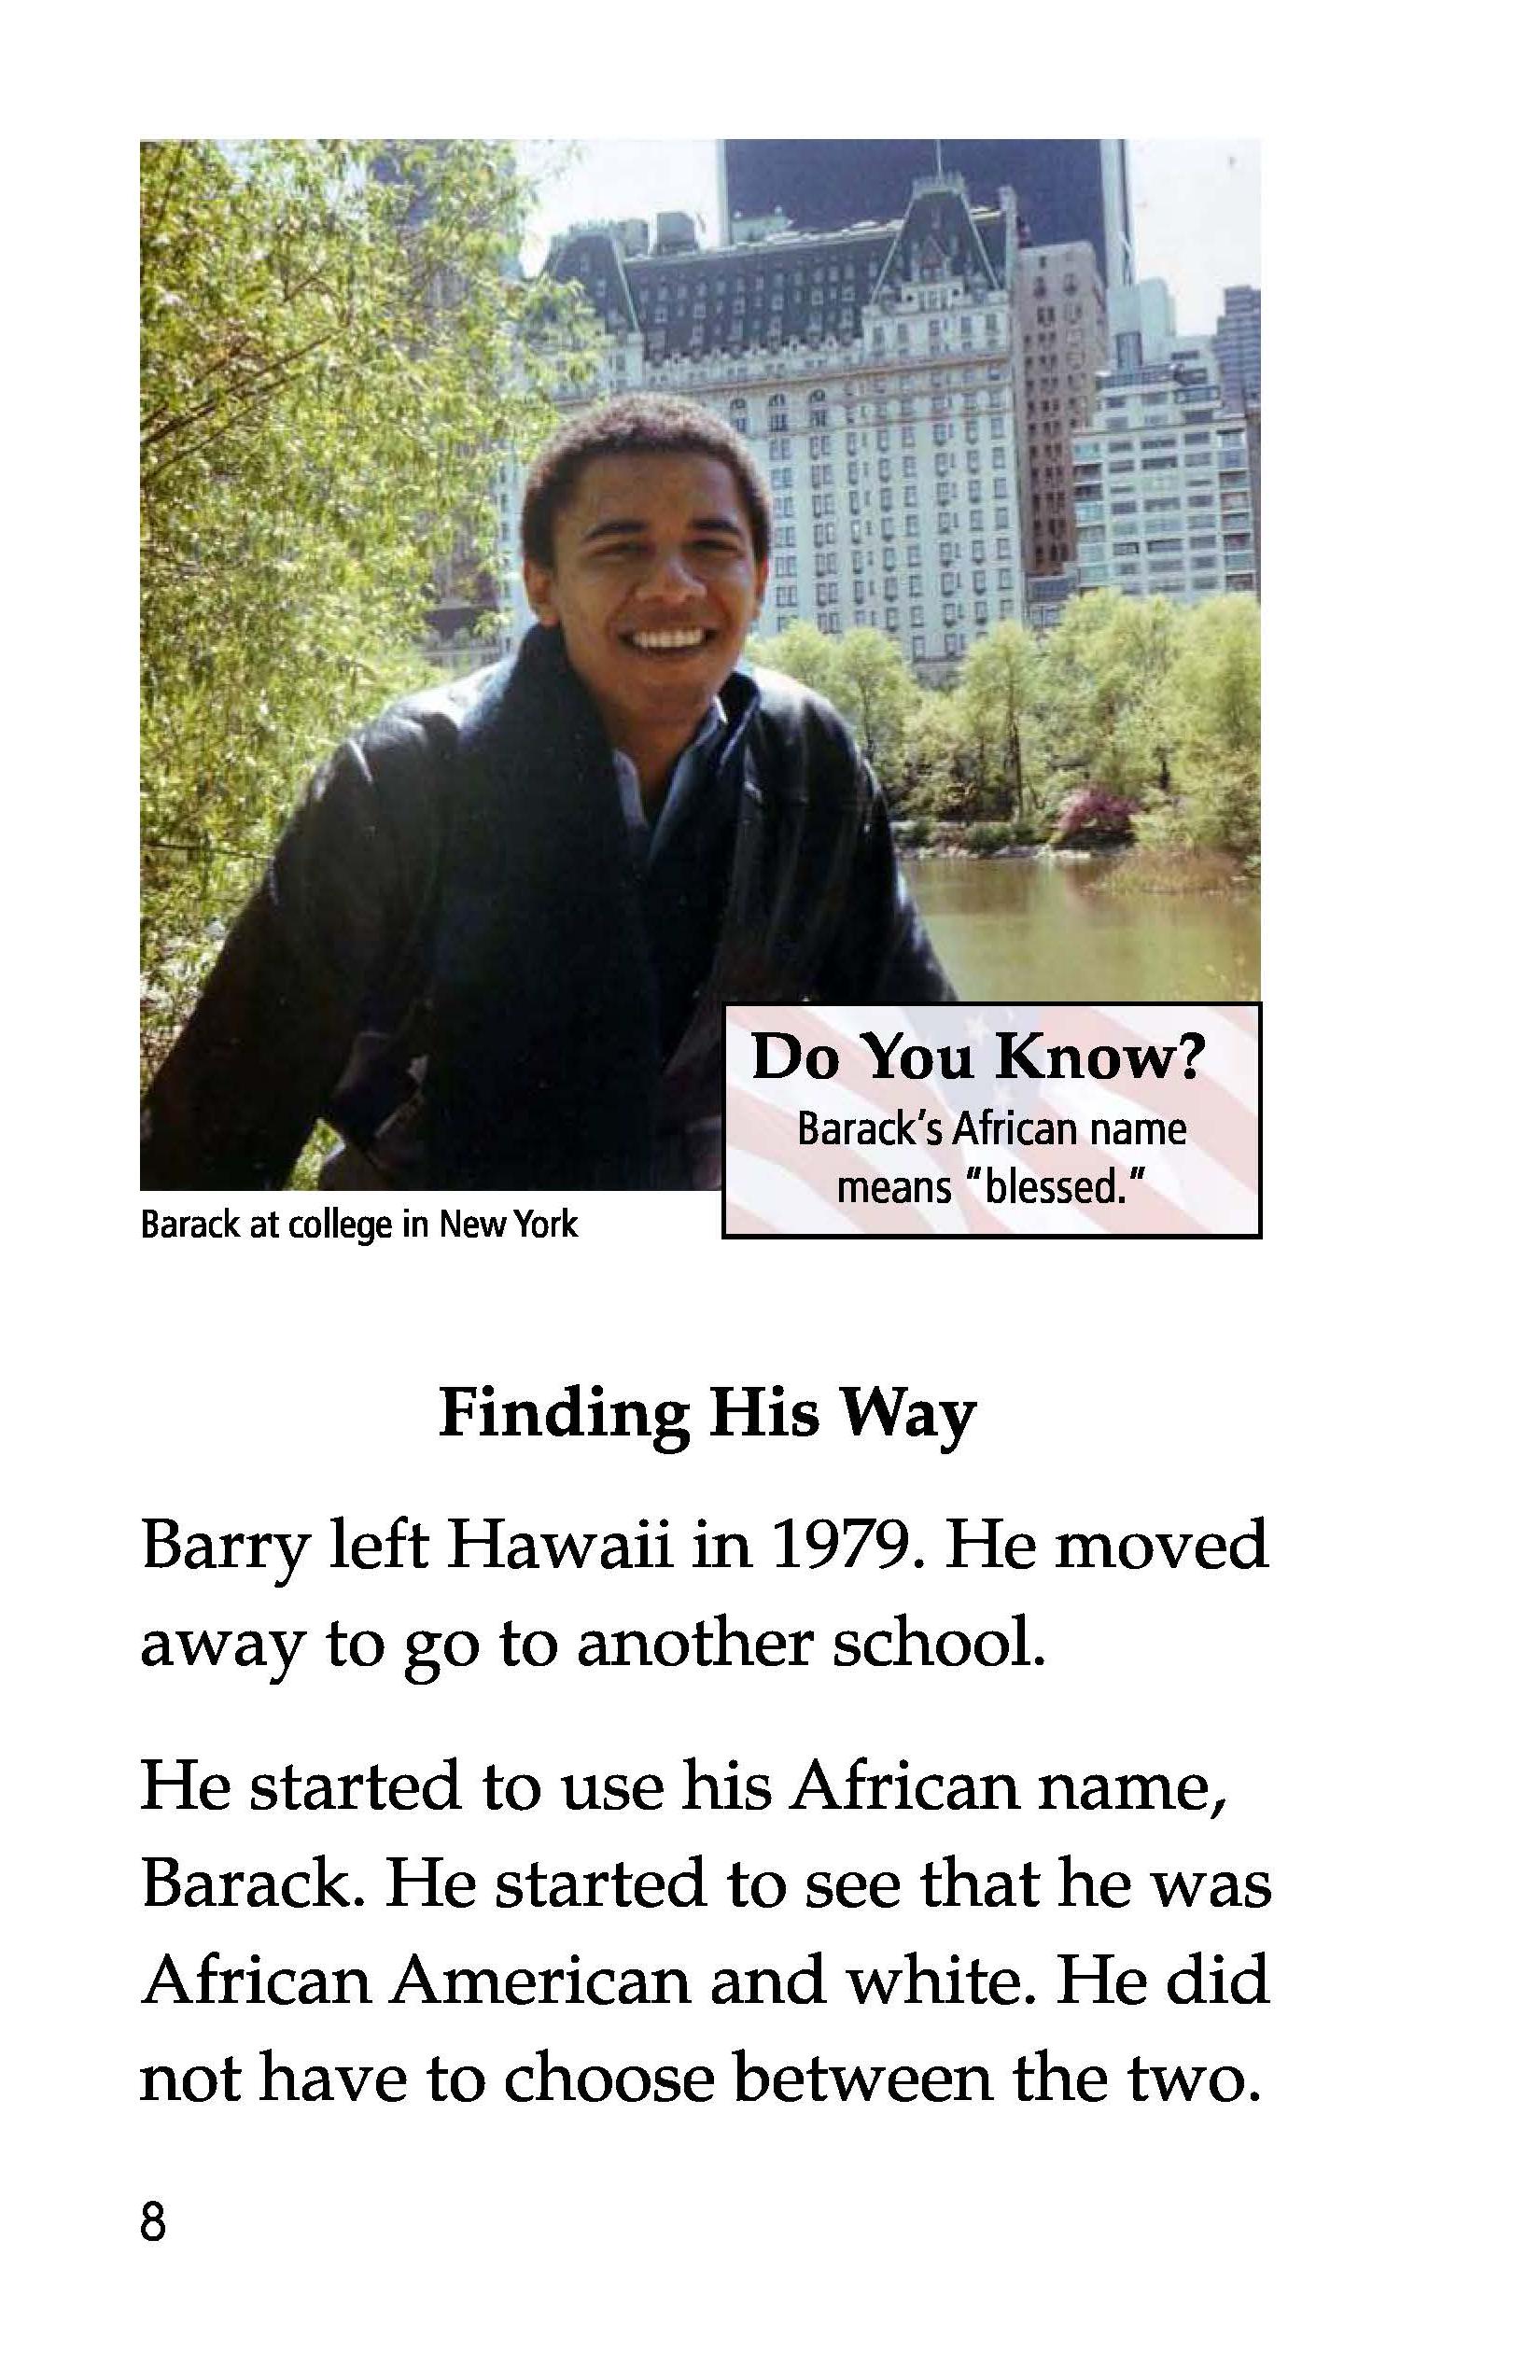 Do You Know?
Barack's African name
means "blessed."
Barack at college in New York
Finding His Way
Barry left Hawaii in 1979. He moved
away to go to another school.
He started to use his African name,
Barack. He started to see that he was
African American and white. He did
not have to choose between the two.
8